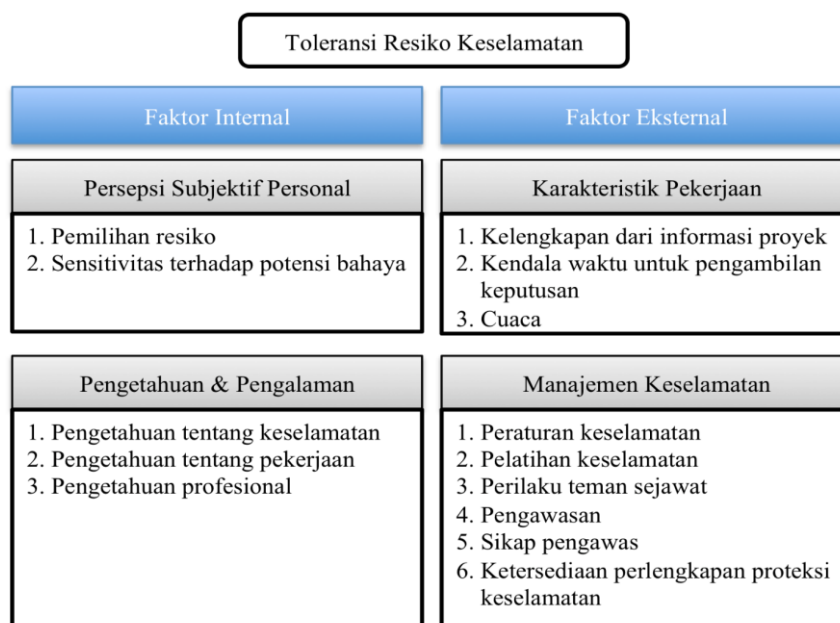 Toleransi Resiko Keselamatan
Faktor Internal
Faktor Eksternal
Persepsi Subjektif Personal
1. Pemilihan resiko
2. Sensitivitas terhadap potensi bahaya
Karakteristik Pekerjaan
1. Kelengkapan dari informasi proyek
2. Kendala waktu untuk pengambilan
keputusan
3. Cuaca
Pengetahuan & Pengalaman
1. Pengetahuan tentang keselamatan
2. Pengetahuan tentang pekerjaan
3. Pengetahuan profesional
Manajemen Keselamatan
1. Peraturan keselamatan
2. Pelatihan keselamatan
3. Perilaku teman sejawat
4. Pengawasan
5. Sikap pengawas
6. Ketersediaan perlengkapan proteksi
keselamatan